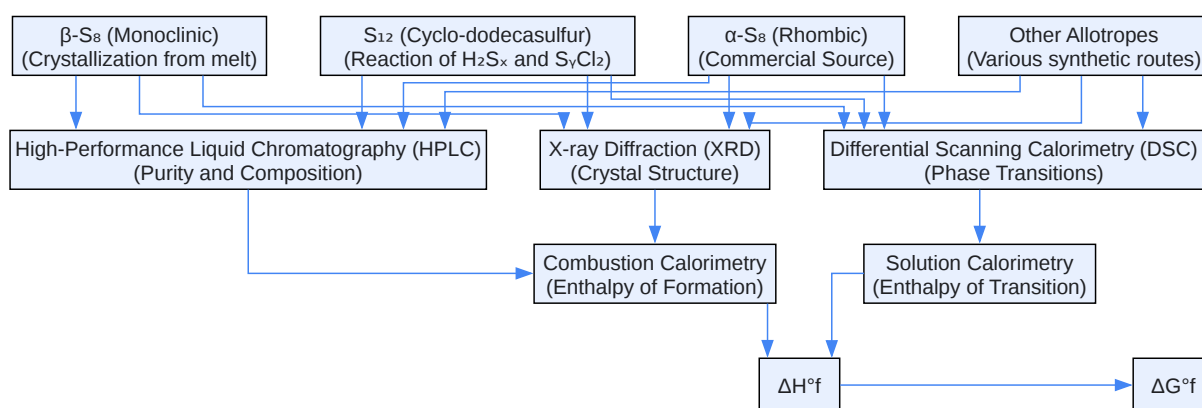 β-S₈ (Monoclinic)
(Crystallization from melt)
S₁₂ (Cyclo-dodecasulfur)
(Reaction of H₂Sₓ and SᵧCl₂)
α-S₈ (Rhombic)
(Commercial Source)
Other Allotropes
(Various synthetic routes)
High-Performance Liquid Chromatography (HPLC)
(Purity and Composition)
X-ray Diffraction (XRD)
(Crystal Structure)
Differential Scanning Calorimetry (DSC)
(Phase Transitions)
Combustion Calorimetry
(Enthalpy of Formation)
Solution Calorimetry
(Enthalpy of Transition)
ΔH°f
ΔG°f